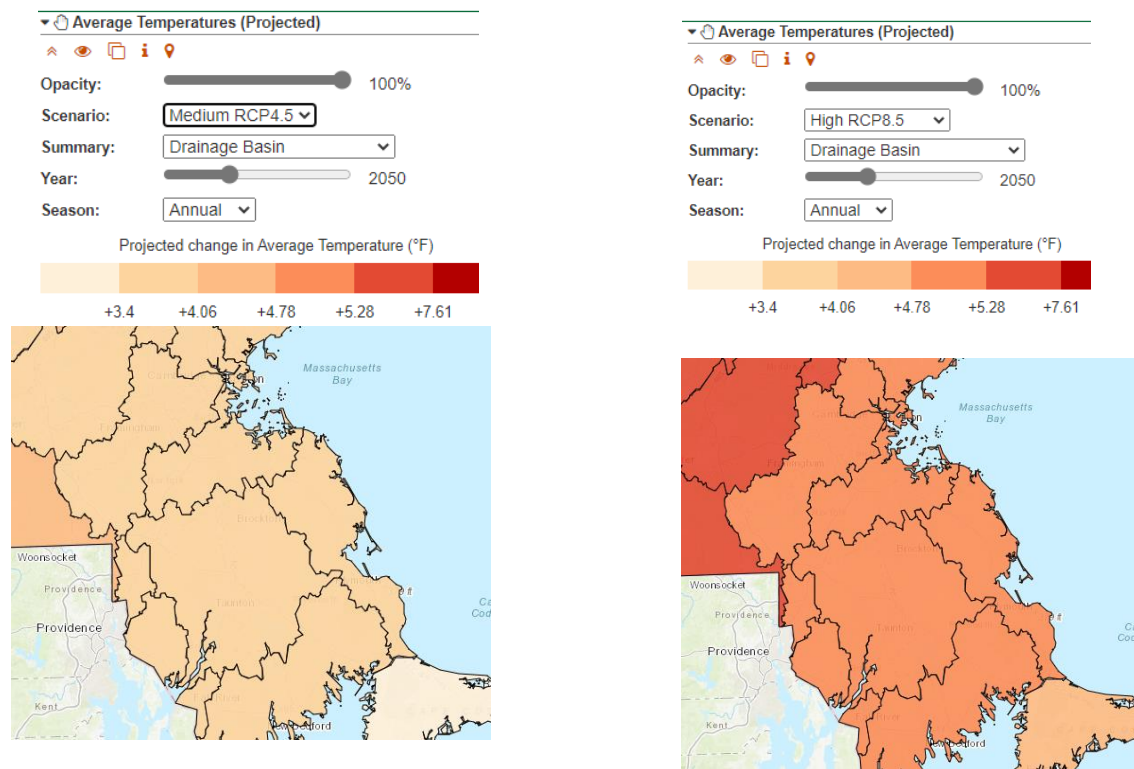 Average Temperatures (Projected)
Opacity: 100%
Scenario: Medium RCP4.5
Summary: Drainage Basin
Year: 2050
Season: Annual
Projected change in Average Temperature (°F)
+3.4 +4.06 +4.78 +5.28 +7.61
Massachusetts
Bay
Framingham
Brockton
Woonsocket
Providence
Providence
Kent
Average Temperatures (Projected)
Opacity: 100%
Scenario: High RCP8.5
Summary: Drainage Basin
Year: 2050
Season: Annual
Projected change in Average Temperature (°F)
+3.4 +4.06 +4.78 +5.28 +7.61
Massachusetts
Bay
Framingham
Brockton
Taunton
Woonsocket
Providence
Providence
Kent